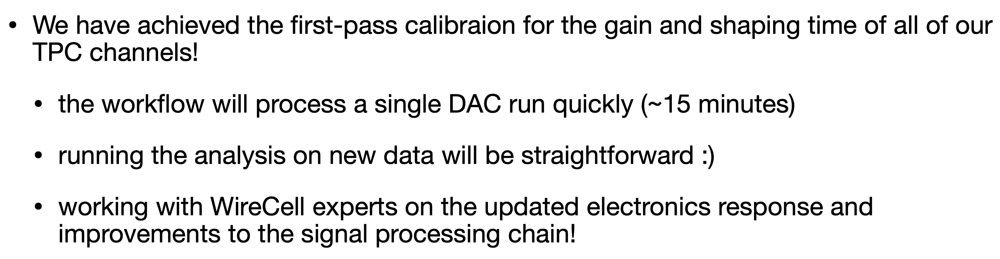 • We have achieved the first-pass calibraion for the gain and shaping time of all of our
TPC channels!
• the workflow will process a single DAC run quickly (~15 minutes)
• running the analysis on new data will be straightforward :)
• working with WireCell experts on the updated electronics response and
improvements to the signal processing chain!